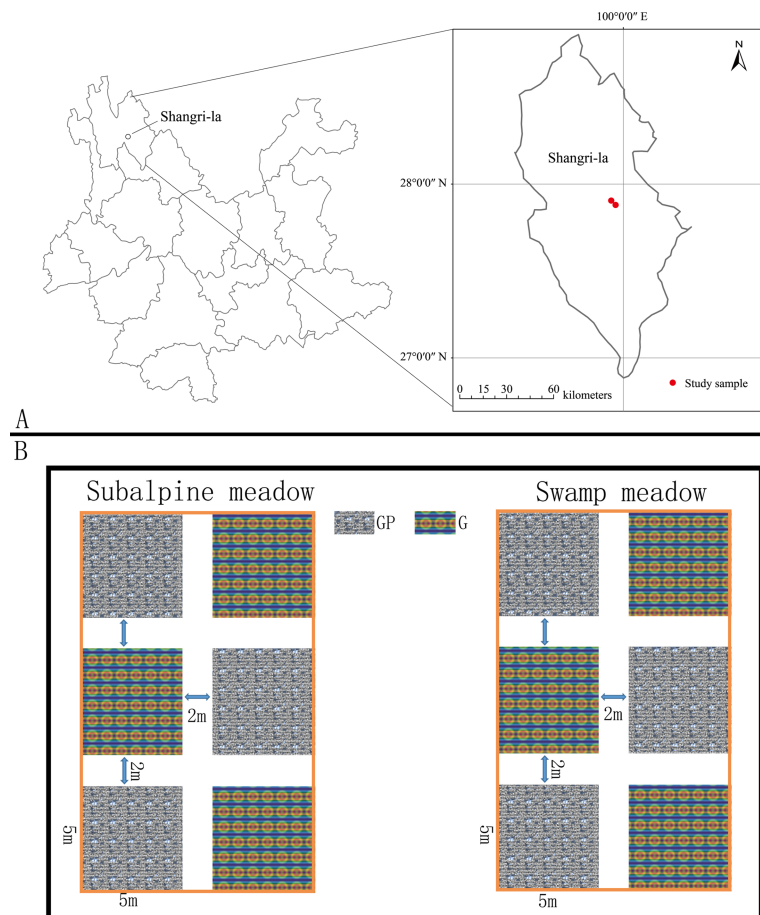 100°0′0″ E
N
Shangri-la
Shangri-la
28°0′0″ N
27°0′0″ N
0 15 30 60
kilometers
Study sample
A
B
Subalpine meadow
GP
G
Swamp meadow
2m
2m
5m
5m
2m
2m
5m
5m